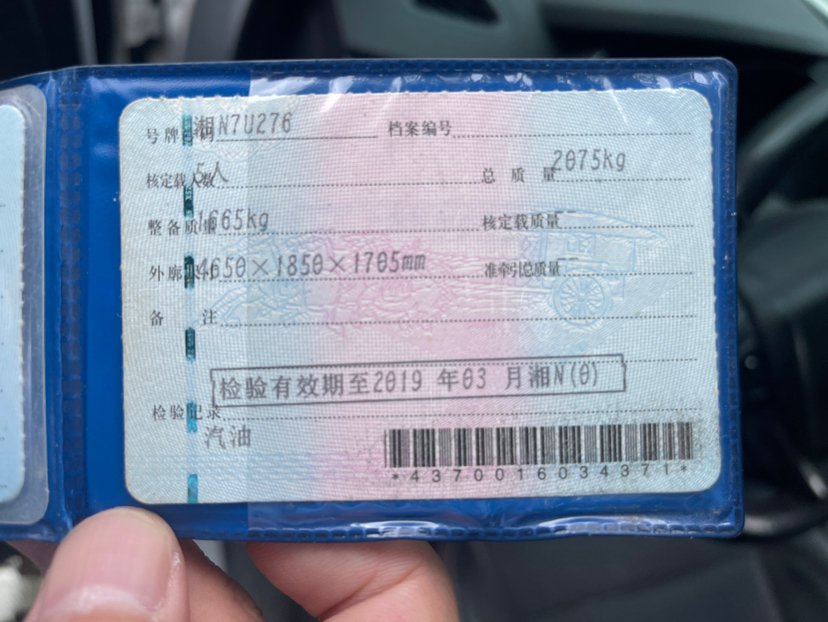 号牌号码 湘N7U276 档案编号
核定载人数 5人 总质量 2075kg
整备质量 1665kg 核定载质量 --
外廓尺寸 4650×1850×1705mm 准牵引总质量 --
备注
检验有效期至2019年03月湘N(0)
检验记录
汽油
*4370016034371*